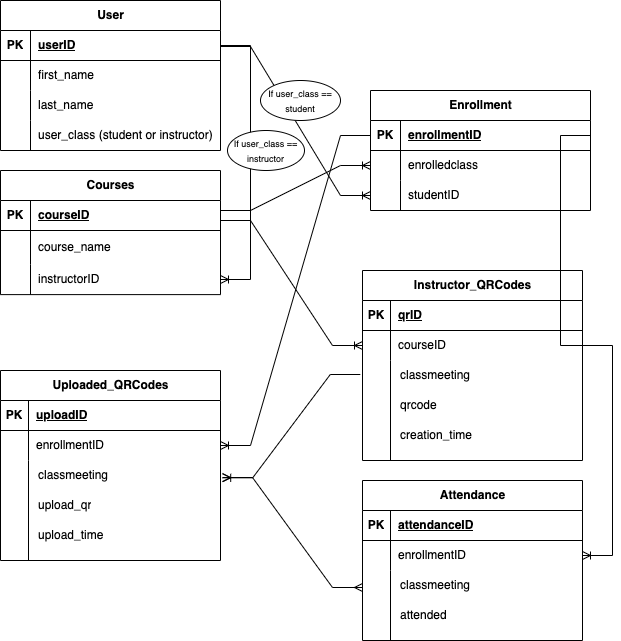 User
PK userID
first_name
last_name
user_class (student or instructor)
If user_class ==
student
If user_class ==
instructor
Courses
PK courseID
course_name
instructorID
Enrollment
PK enrollmentID
enrolledclass
studentID
Instructor_QRCodes
PK qrID
courseID
classmeeting
qrcode
creation_time
Uploaded_QRCodes
PK uploadID
enrollmentID
classmeeting
upload_qr
upload_time
Attendance
PK attendanceID
enrollmentID
classmeeting
attended